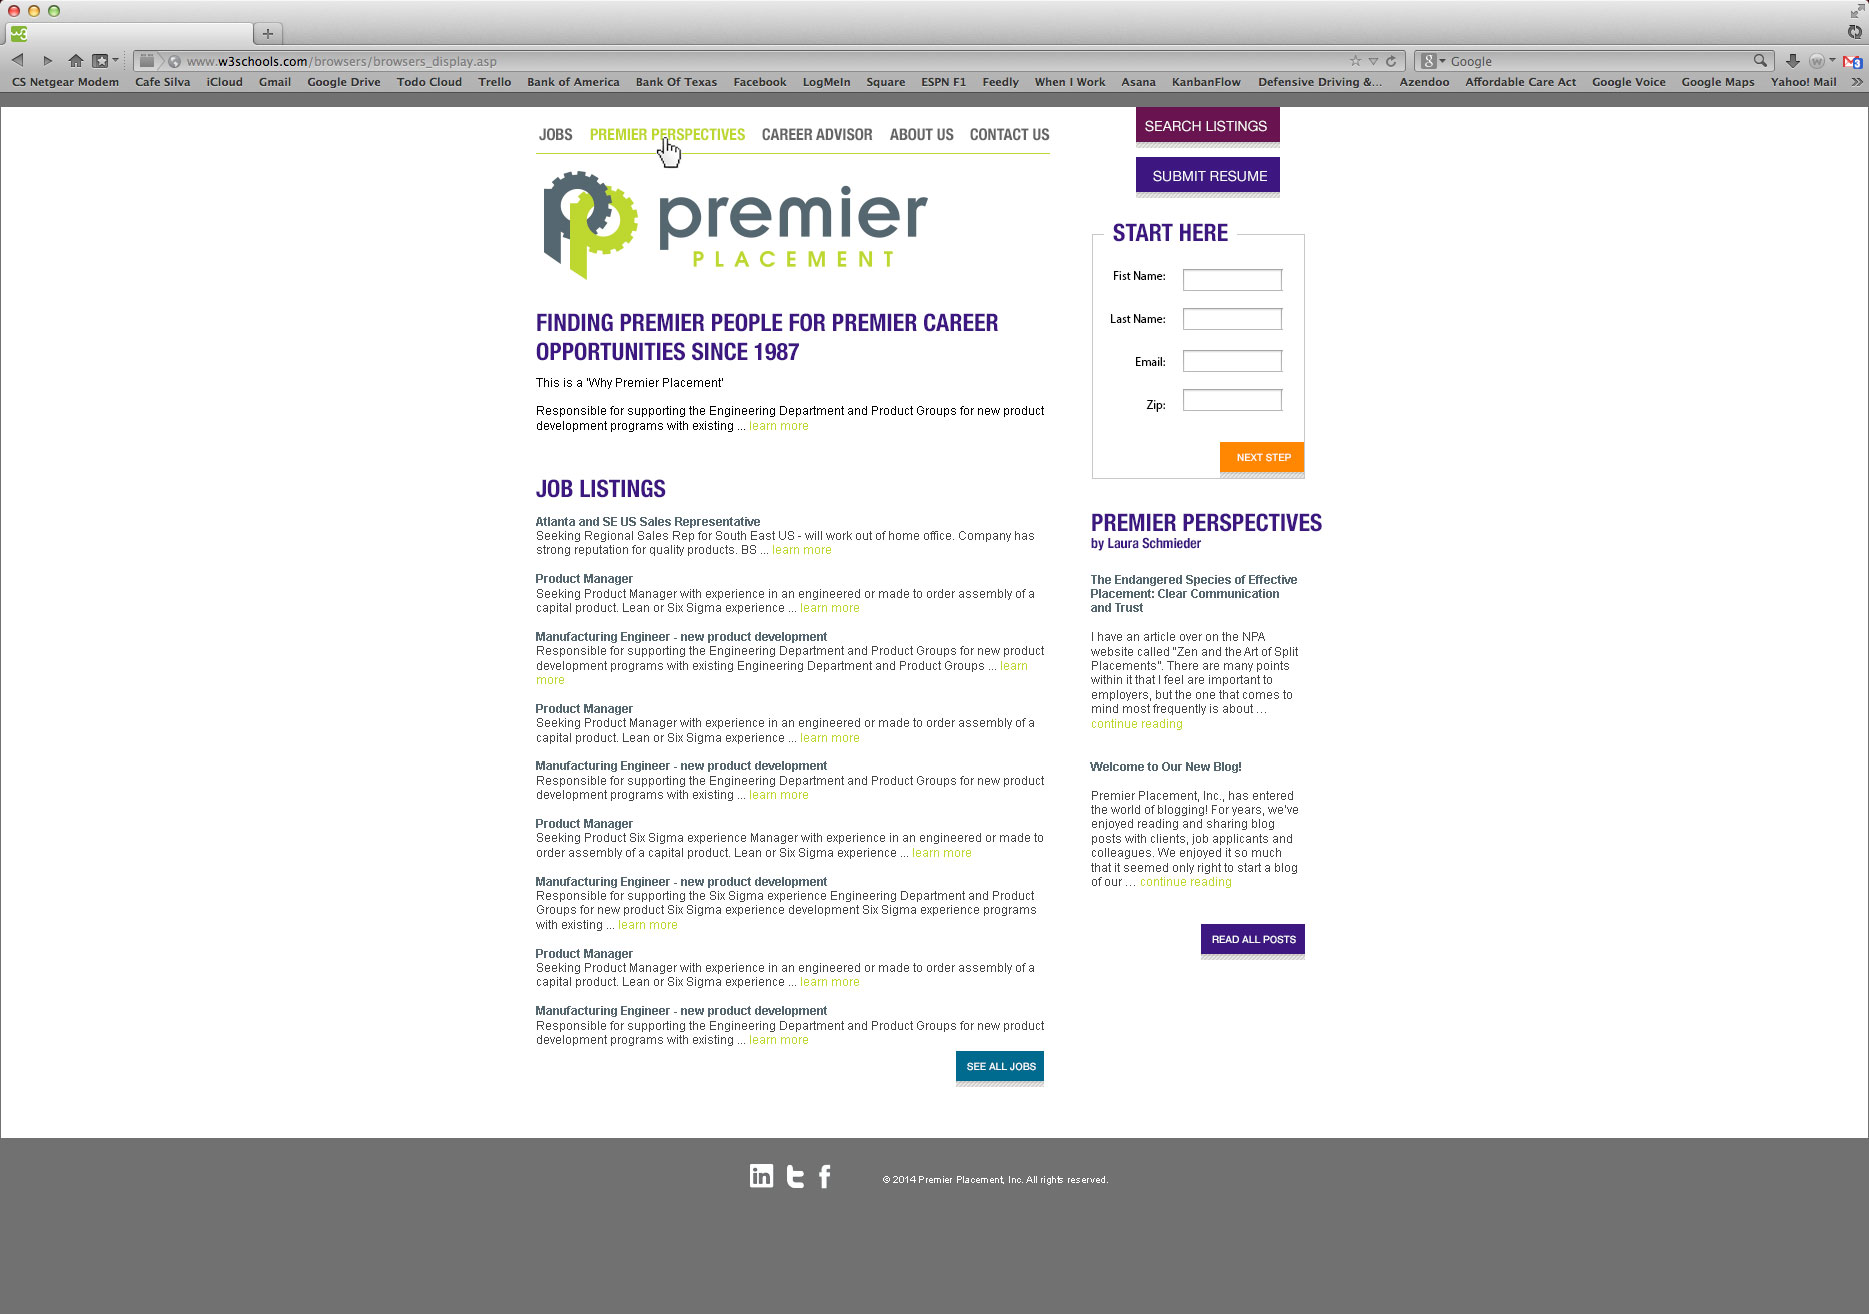 www.w3schools.com/browsers/browsers_display.asp
Google
CS Netgear Modem Cafe Silva iCloud Gmail Google Drive Todo Cloud Trello Bank of America Bank Of Texas Facebook LogMeIn Square ESPN F1 Feedly When I Work Asana KanbanFlow Defensive Driving &... Azendoo Affordable Care Act Google Voice Google Maps Yahoo! Mail
JOBS PREMIER PERSPECTIVES CAREER ADVISOR ABOUT US CONTACT US
premier
PLACEMENT
FINDING PREMIER PEOPLE FOR PREMIER CAREER
OPPORTUNITIES SINCE 1987
This is a 'Why Premier Placement'
Responsible for supporting the Engineering Department and Product Groups for new product
development programs with existing ... learn more
JOB LISTINGS
Atlanta and SE US Sales Representative
Seeking Regional Sales Rep for South East US - will work out of home office. Company has
strong reputation for quality products. BS ... learn more
Product Manager
Seeking Product Manager with experience in an engineered or made to order assembly of a
capital product. Lean or Six Sigma experience ... learn more
Manufacturing Engineer - new product development
Responsible for supporting the Engineering Department and Product Groups for new product
development programs with existing Engineering Department and Product Groups ... learn
more
Product Manager
Seeking Product Manager with experience in an engineered or made to order assembly of a
capital product. Lean or Six Sigma experience ... learn more
Manufacturing Engineer - new product development
Responsible for supporting the Engineering Department and Product Groups for new product
development programs with existing ... learn more
Product Manager
Seeking Product Six Sigma experience Manager with experience in an engineered or made to
order assembly of a capital product. Lean or Six Sigma experience ... learn more
Manufacturing Engineer - new product development
Responsible for supporting the Six Sigma experience Engineering Department and Product
Groups for new product Six Sigma experience development Six Sigma experience programs
with existing ... learn more
Product Manager
Seeking Product Manager with experience in an engineered or made to order assembly of a
capital product. Lean or Six Sigma experience ... learn more
Manufacturing Engineer - new product development
Responsible for supporting the Engineering Department and Product Groups for new product
development programs with existing ... learn more
SEE ALL JOBS
SEARCH LISTINGS
SUBMIT RESUME
START HERE
Fist Name:
Last Name:
Email:
Zip:
NEXT STEP
PREMIER PERSPECTIVES
by Laura Schmieder
The Endangered Species of Effective
Placement: Clear Communication
and Trust
I have an article over on the NPA
website called "Zen and the Art of Split
Placements". There are many points
within it that I feel are important to
employers, but the one that comes to
mind most frequently is about ...
continue reading
Welcome to Our New Blog!
Premier Placement, Inc., has entered
the world of blogging! For years, we've
enjoyed reading and sharing blog
posts with clients, job applicants and
colleagues. We enjoyed it so much
that it seemed only right to start a blog
of our ... continue reading
READ ALL POSTS
© 2014 Premier Placement, Inc. All rights reserved.